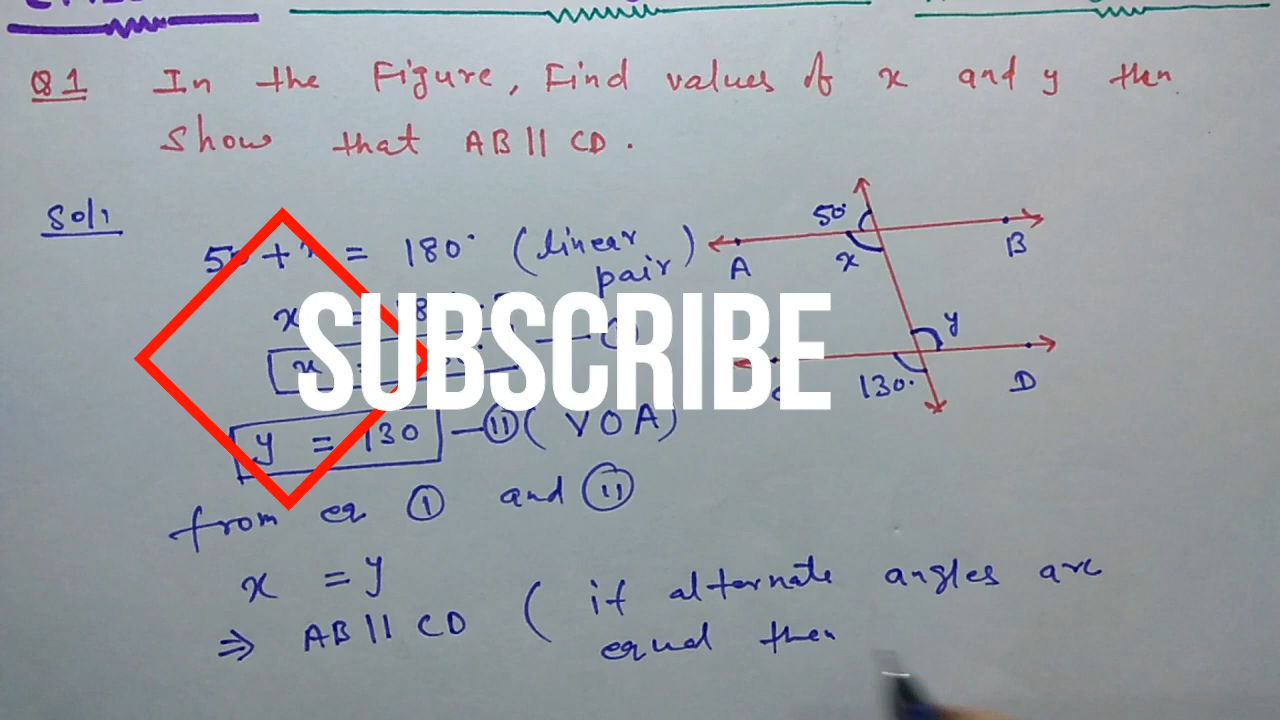 Q1 In the Figure, Find values of x and y then
Show that AB || CD.
Sol:
= 180° (linear pair)
x =
SUBSCRIBE
y = 130 — (II) (VOA)
from eq (I) and (II)
x = y
⇒ AB || CD ( if alternate angles are
equal then
50°
x
A
B
y
130°
D